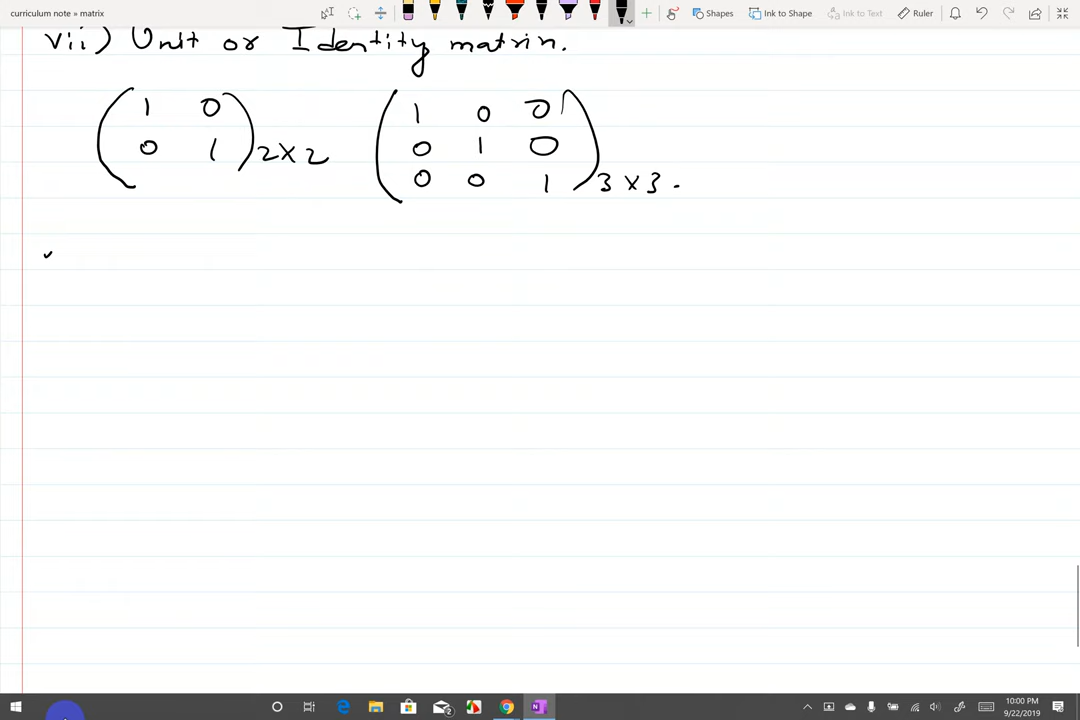 curriculum note » matrix
Shapes Ink to Shape Ink to Text Ruler
vii) Unit or Identity matrix.
1 0
0 1 2×2
1 0 0
0 1 0
0 0 1 3×3.
10:00 PM
9/22/2019